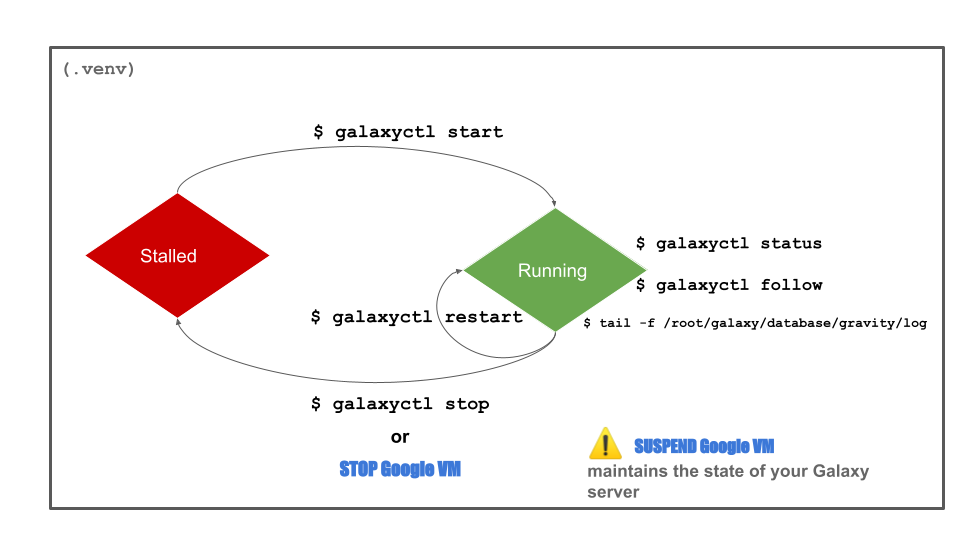 (.venv)
$ galaxyctl start
Stalled
Running
$ galaxyctl status
$ galaxyctl follow
$ galaxyctl restart
$ tail -f /root/galaxy/database/gravity/log
$ galaxyctl stop
or
STOP Google VM
SUSPEND Google VM
maintains the state of your Galaxy
server